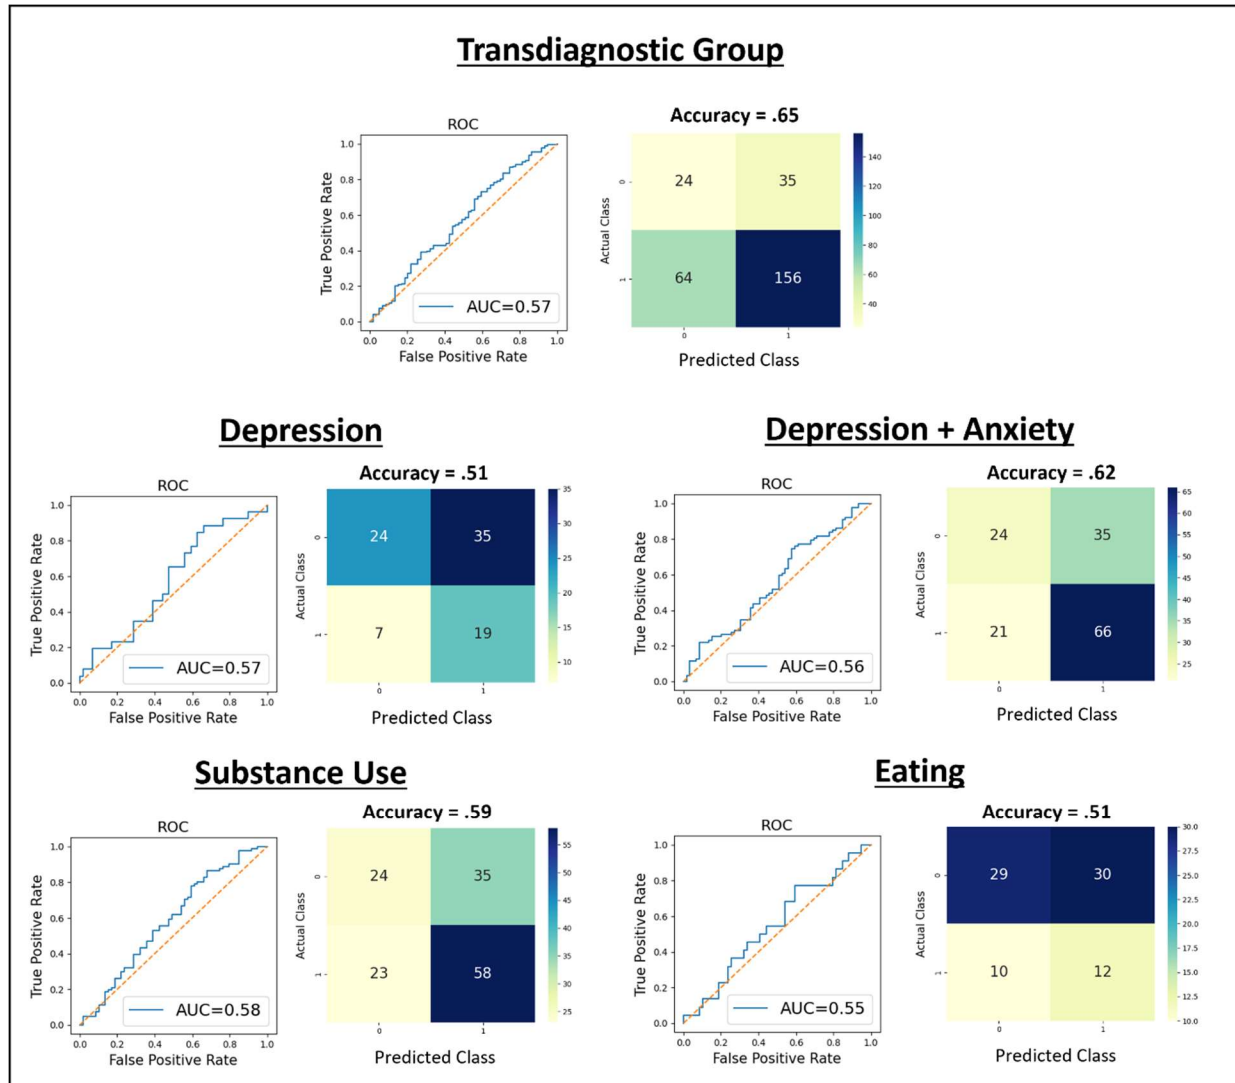 Transdiagnostic Group
ROC
True Positive Rate
1.0
0.8
0.6
0.4
0.2
0.0
AUC=0.57
0.0 0.2 0.4 0.6 0.8 1.0
False Positive Rate
Accuracy = .65
Actual Class
0
24 35
1
64 156
0 1
Predicted Class
140
120
100
80
60
40
Depression
ROC
True Positive Rate
1.0
0.8
0.6
0.4
0.2
0.0
AUC=0.57
0.0 0.2 0.4 0.6 0.8 1.0
False Positive Rate
Accuracy = .51
Actual Class
0
24 35
1
7 19
0 1
Predicted Class
35
30
25
20
15
10
Depression + Anxiety
ROC
True Positive Rate
1.0
0.8
0.6
0.4
0.2
0.0
AUC=0.56
0.0 0.2 0.4 0.6 0.8 1.0
False Positive Rate
Accuracy = .62
Actual Class
0
24 35
1
21 66
0 1
Predicted Class
65
60
55
50
45
40
35
30
25
Substance Use
ROC
True Positive Rate
1.0
0.8
0.6
0.4
0.2
0.0
AUC=0.58
0.0 0.2 0.4 0.6 0.8 1.0
False Positive Rate
Accuracy = .59
Actual Class
0
24 35
1
23 58
0 1
Predicted Class
55
50
45
40
35
30
25
Eating
ROC
True Positive Rate
1.0
0.8
0.6
0.4
0.2
0.0
AUC=0.55
0.0 0.2 0.4 0.6 0.8 1.0
False Positive Rate
Accuracy = .51
Actual Class
0
29 30
1
10 12
0 1
Predicted Class
30.0
27.5
25.0
22.5
20.0
17.5
15.0
12.5
10.0